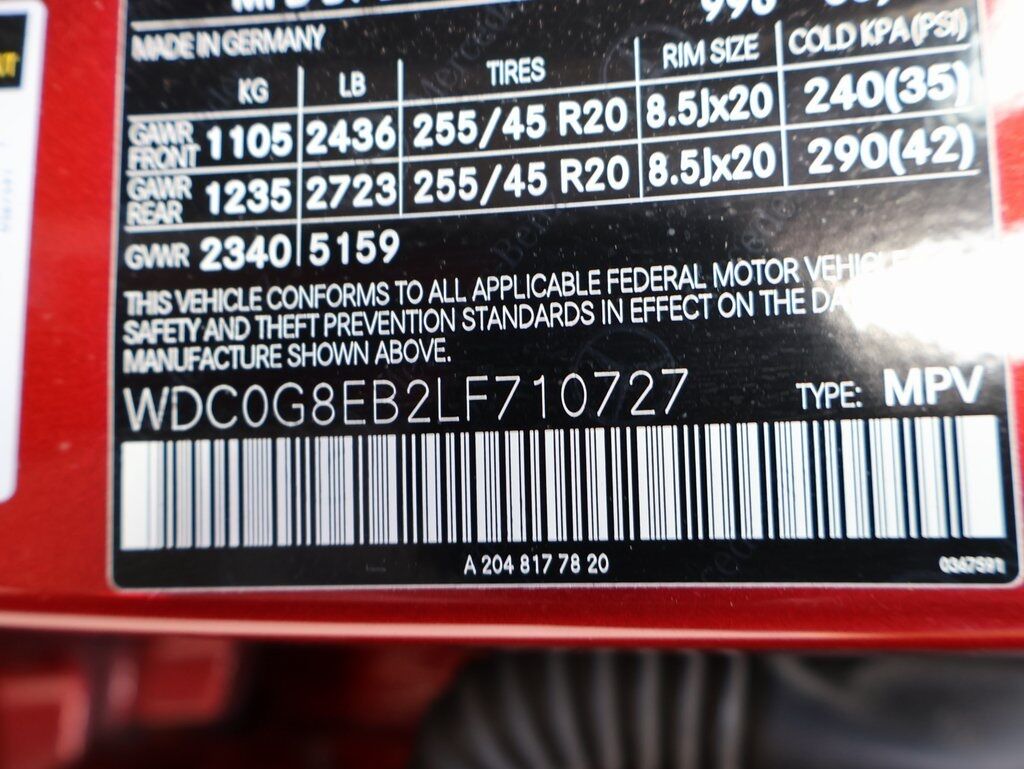 MADE IN GERMANY
KG LB TIRES RIM SIZE COLD KPA(PSI)
GAWR FRONT 1105 2436 255/45 R20 8.5Jx20 240(35)
GAWR REAR 1235 2723 255/45 R20 8.5Jx20 290(42)
GVWR 2340 5159
THIS VEHICLE CONFORMS TO ALL APPLICABLE FEDERAL MOTOR
SAFETY AND THEFT PREVENTION STANDARDS IN EFFECT ON THE
MANUFACTURE SHOWN ABOVE.
WDC0G8EB2LF710727 TYPE: MPV
A 204 817 78 20 0347591